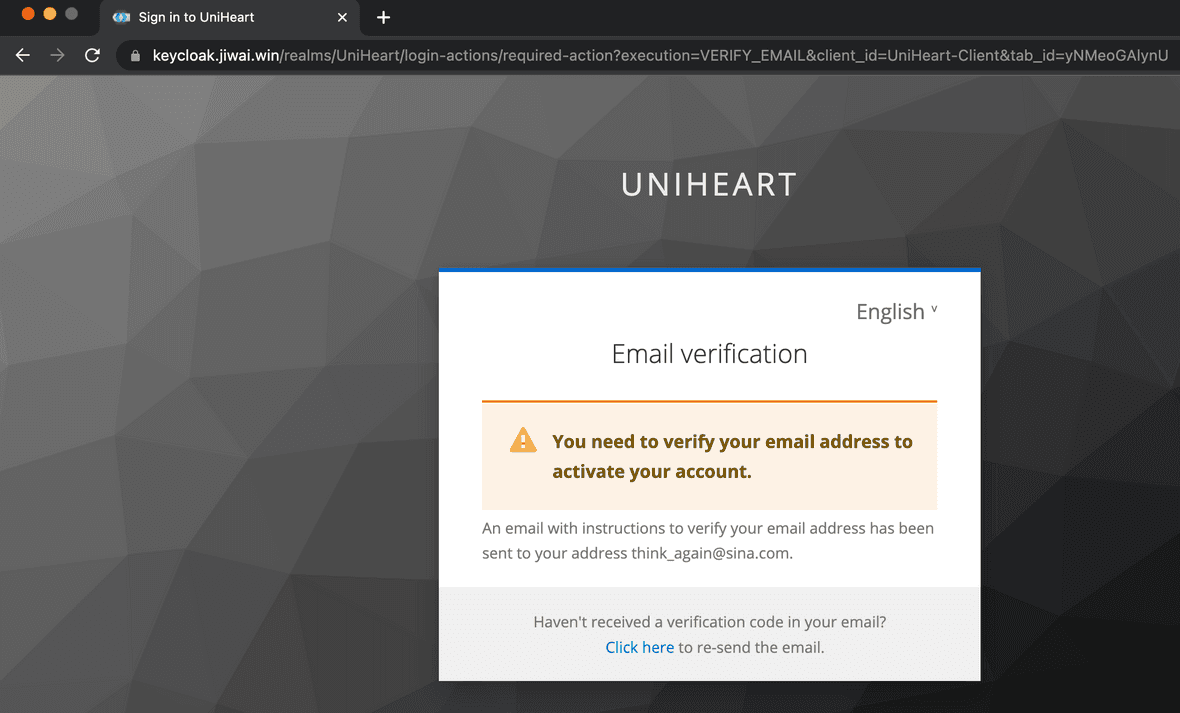 Sign in to UniHeart
keycloak.jiwai.win/realms/UniHeart/login-actions/required-action?execution=VERIFY_EMAIL&client_id=UniHeart-Client&tab_id=yNMeoGAlynU
UNIHEART
English
Email verification
You need to verify your email address to
activate your account.
An email with instructions to verify your email address has been
sent to your address think_again@sina.com.
Haven't received a verification code in your email?
Click here to re-send the email.